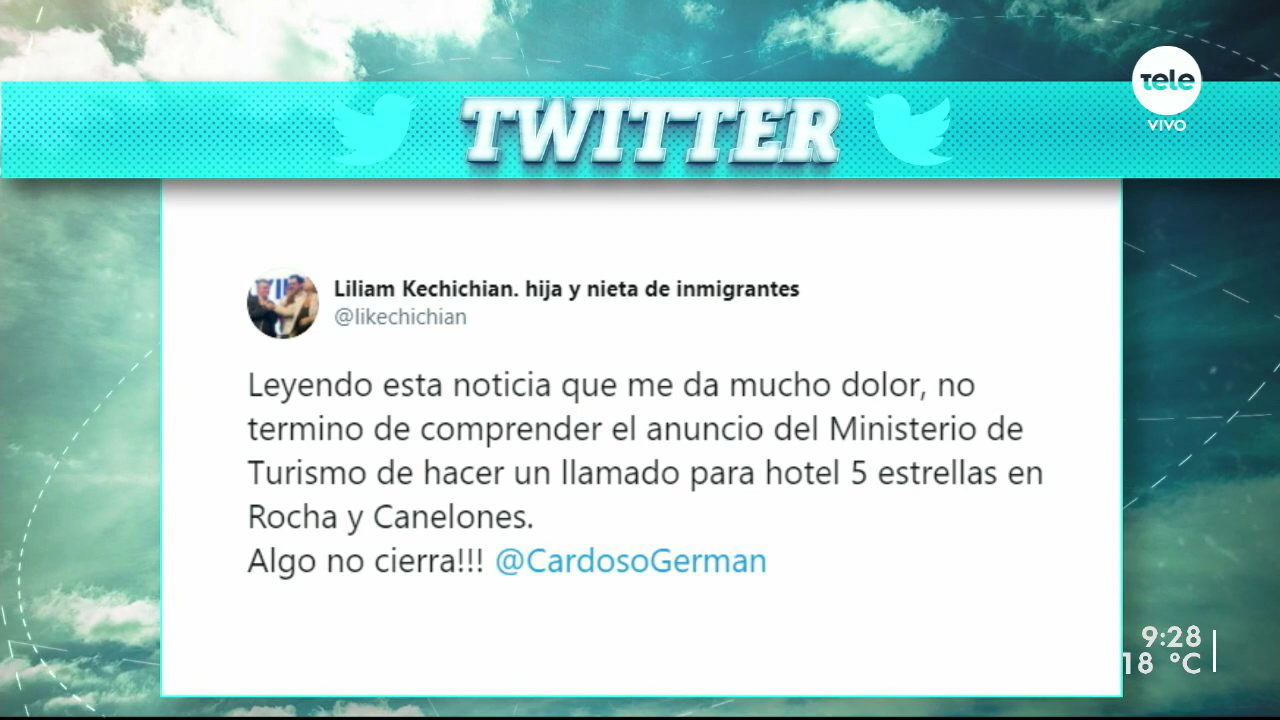 tele
VIVO
TWITTER
Liliam Kechichian. hija y nieta de inmigrantes
@likechichian
Leyendo esta noticia que me da mucho dolor, no
termino de comprender el anuncio del Ministerio de
Turismo de hacer un llamado para hotel 5 estrellas en
Rocha y Canelones.
Algo no cierra!!! @CardosoGerman
9:28
18 °C